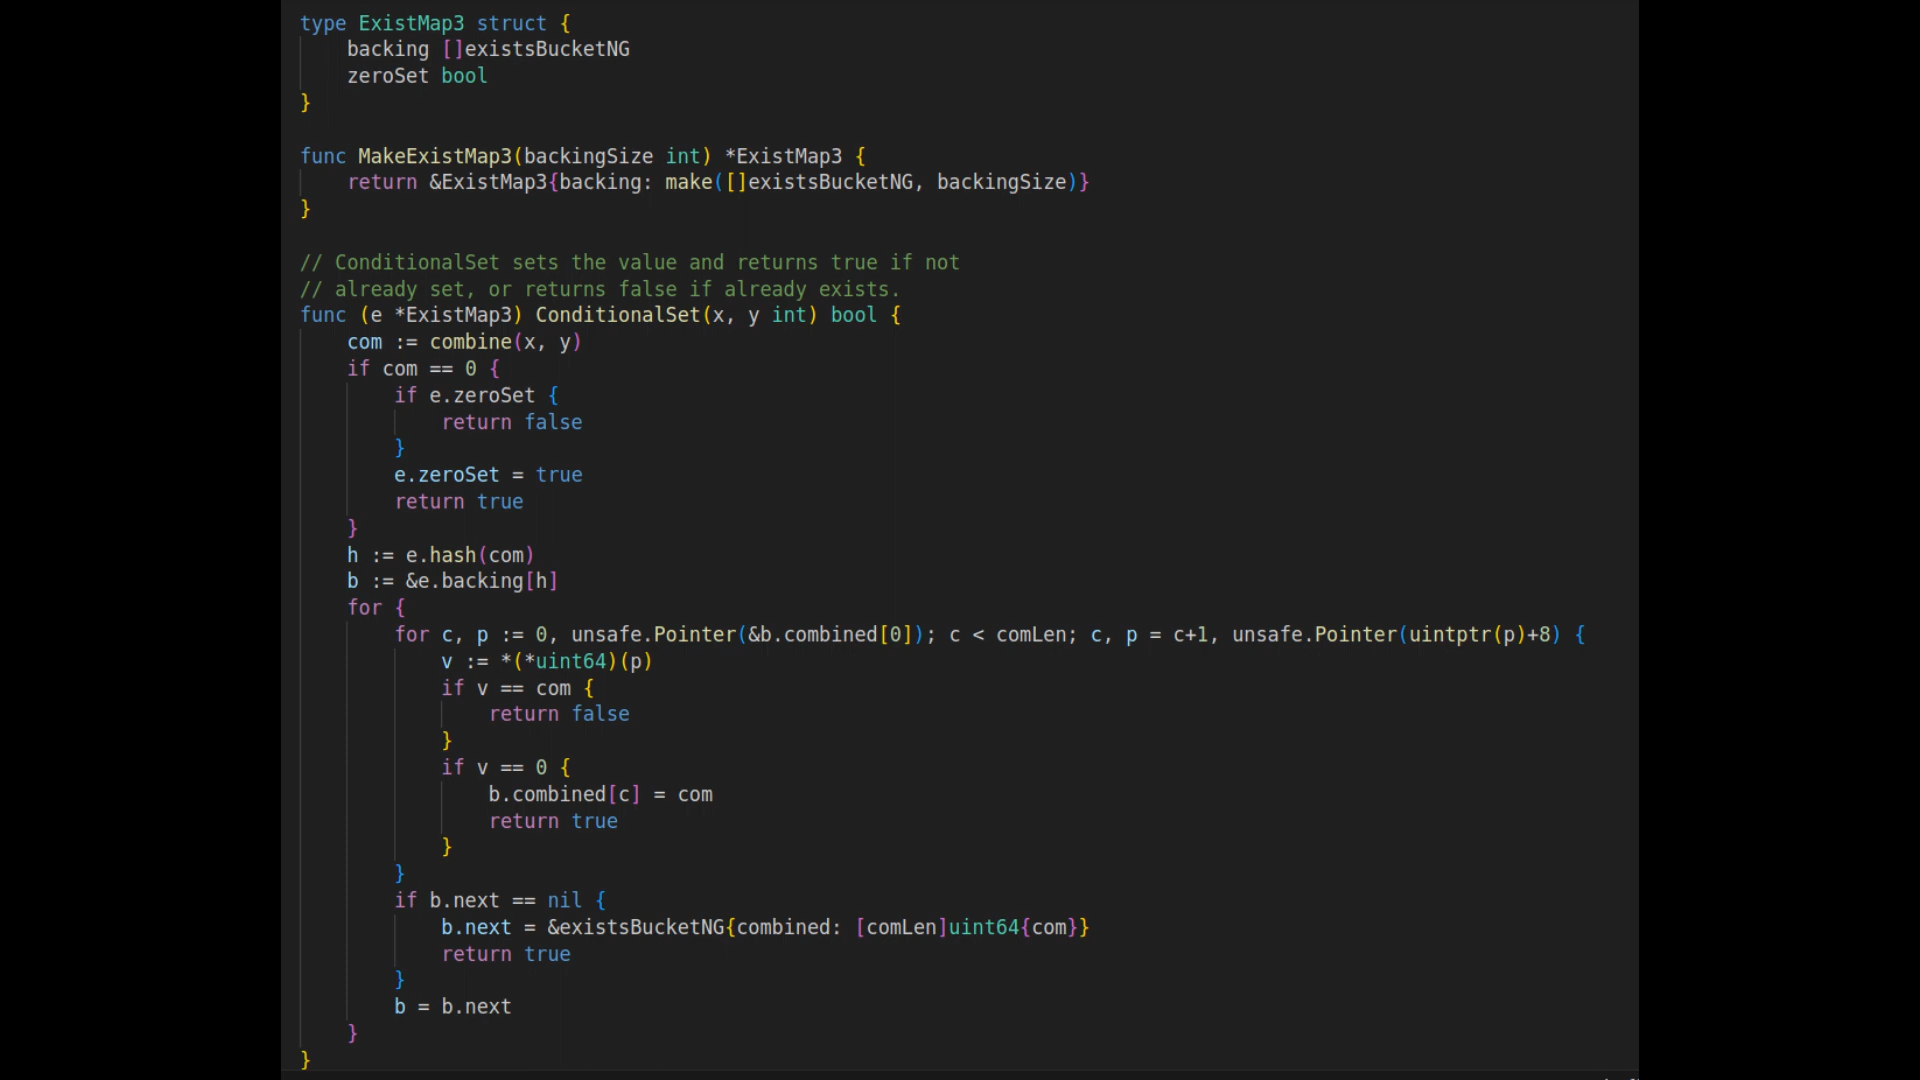 type ExistMap3 struct {
    backing []existsBucketNG
    zeroSet bool
}

func MakeExistMap3(backingSize int) *ExistMap3 {
    return &ExistMap3{backing: make([]existsBucketNG, backingSize)}
}

// ConditionalSet sets the value and returns true if not
// already set, or returns false if already exists.
func (e *ExistMap3) ConditionalSet(x, y int) bool {
    com := combine(x, y)
    if com == 0 {
        if e.zeroSet {
            return false
        }
        e.zeroSet = true
        return true
    }
    h := e.hash(com)
    b := &e.backing[h]
    for {
        for c, p := 0, unsafe.Pointer(&b.combined[0]); c < comLen; c, p = c+1, unsafe.Pointer(uintptr(p)+8) {
            v := *(*uint64)(p)
            if v == com {
                return false
            }
            if v == 0 {
                b.combined[c] = com
                return true
            }
        }
        if b.next == nil {
            b.next = &existsBucketNG{combined: [comLen]uint64{com}}
            return true
        }
        b = b.next
    }
}